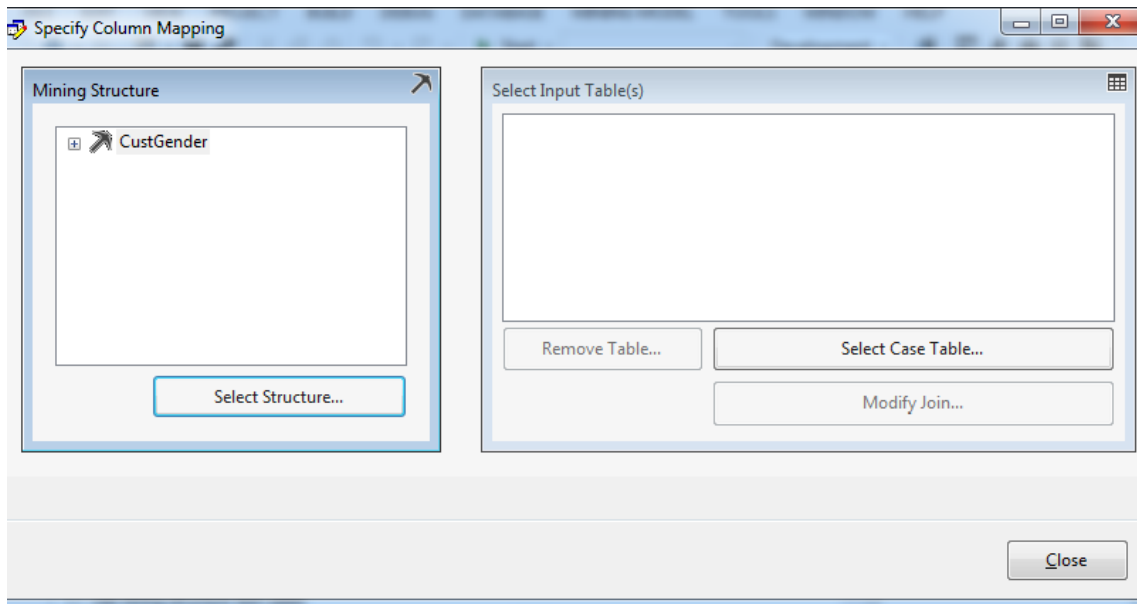 Specify Column Mapping
Mining Structure
CustGender
Select Structure...
Select Input Table(s)
Remove Table...
Select Case Table...
Modify Join...
Close